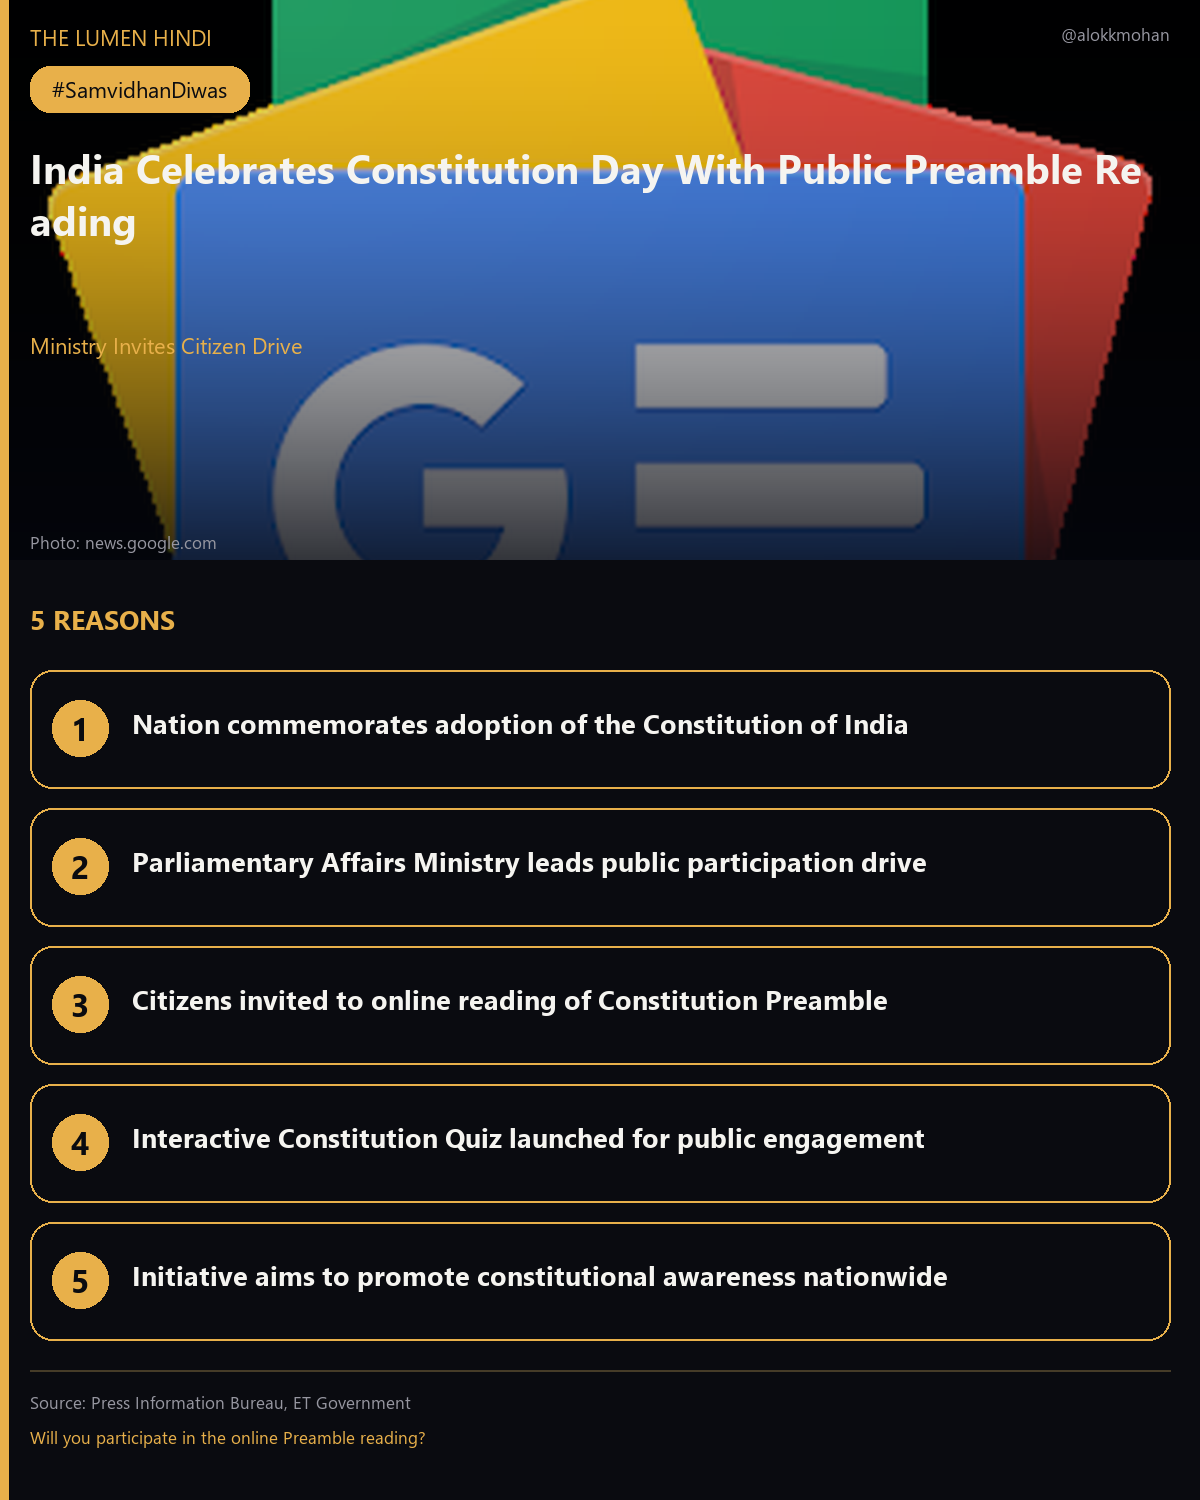 THE LUMEN HINDI
@alokkmohan
#SamvidhanDiwas
India Celebrates Constitution Day With Public Preamble Re
ading
Ministry Invites Citizen Drive
G
Photo: news.google.com
5 REASONS
1 Nation commemorates adoption of the Constitution of India
2 Parliamentary Affairs Ministry leads public participation drive
3 Citizens invited to online reading of Constitution Preamble
4 Interactive Constitution Quiz launched for public engagement
5 Initiative aims to promote constitutional awareness nationwide
Source: Press Information Bureau, ET Government
Will you participate in the online Preamble reading?